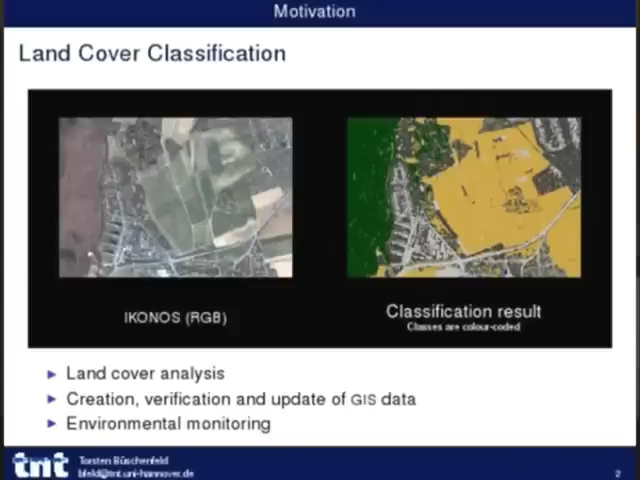 Motivation
Land Cover Classification
IKONOS (RGB)
Classification result
Classes are colour-coded
Land cover analysis
Creation, verification and update of GIS data
Environmental monitoring
tnt
Torsten Büschenfeld
bfeld@tnt.uni-hannover.de
2